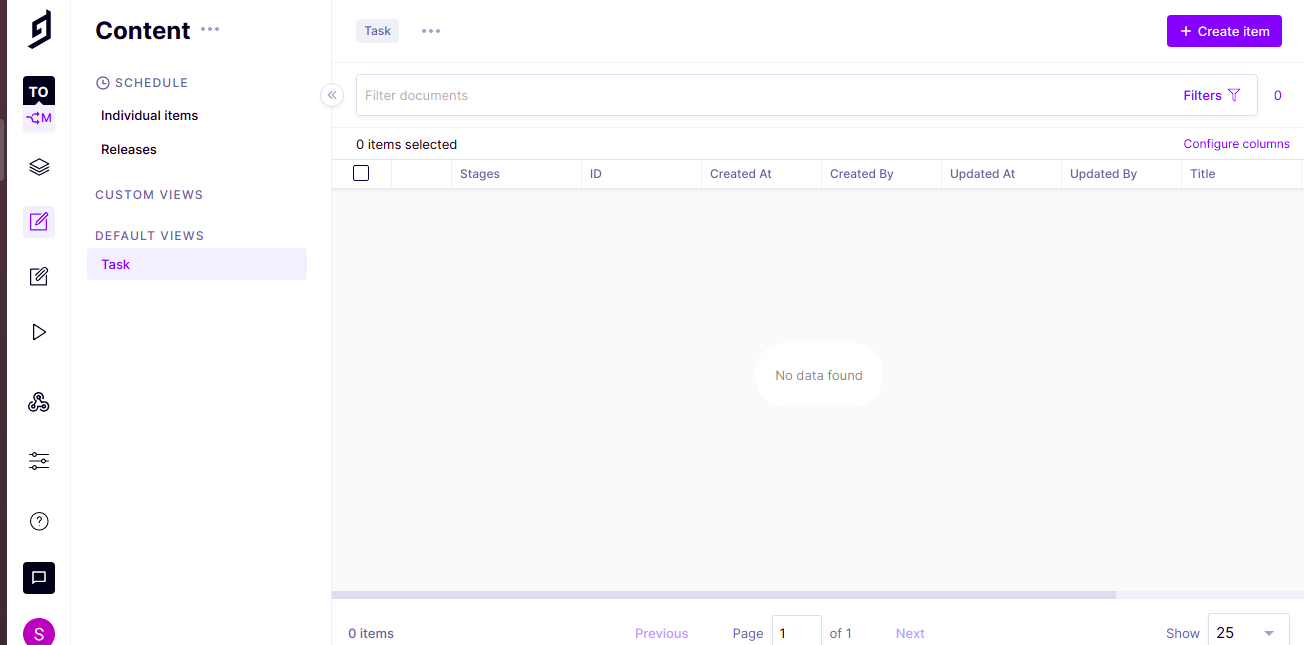 Content
TO
M
SCHEDULE
Individual items
Releases
CUSTOM VIEWS
DEFAULT VIEWS
Task
S
Task
+ Create item
Filter documents
Filters
0
0 items selected
Configure columns
Stages ID Created At Created By Updated At Updated By Title
No data found
0 items Previous Page 1 of 1 Next Show 25